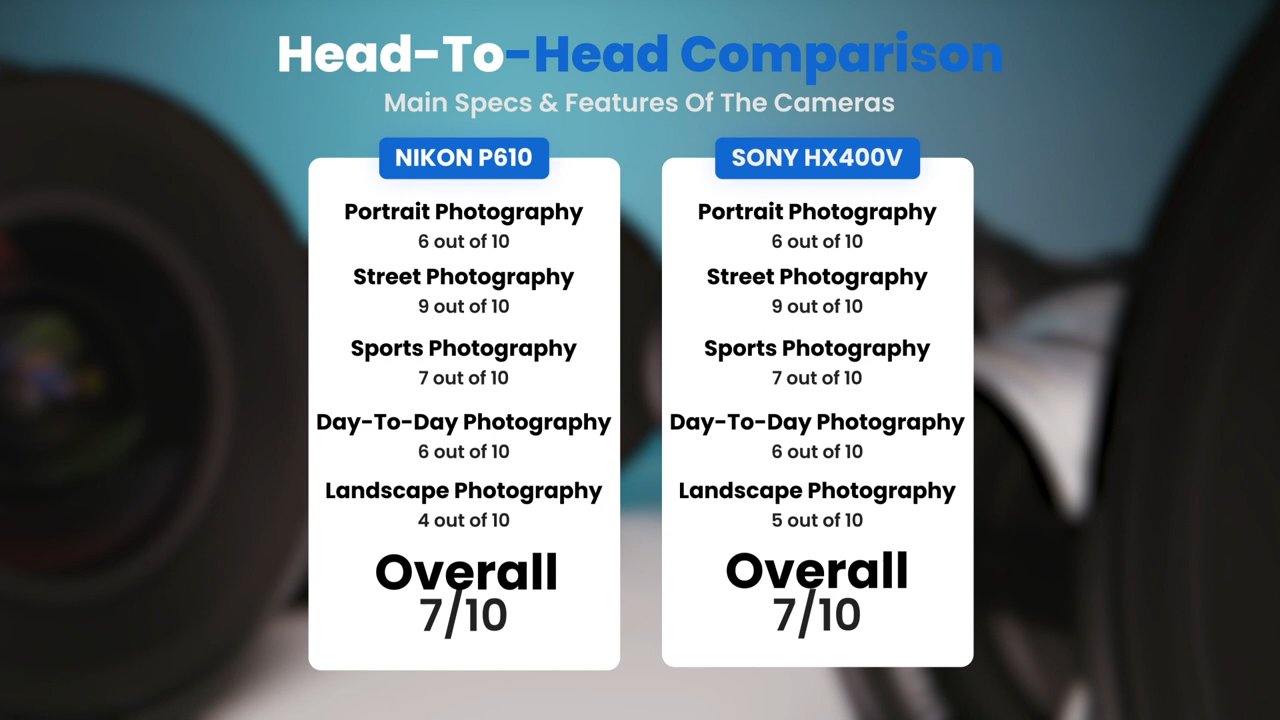 Head-To-Head Comparison
Main Specs & Features Of The Cameras
NIKON P610
Portrait Photography
6 out of 10
Street Photography
9 out of 10
Sports Photography
7 out of 10
Day-To-Day Photography
6 out of 10
Landscape Photography
4 out of 10
Overall
7/10
SONY HX400V
Portrait Photography
6 out of 10
Street Photography
9 out of 10
Sports Photography
7 out of 10
Day-To-Day Photography
6 out of 10
Landscape Photography
5 out of 10
Overall
7/10